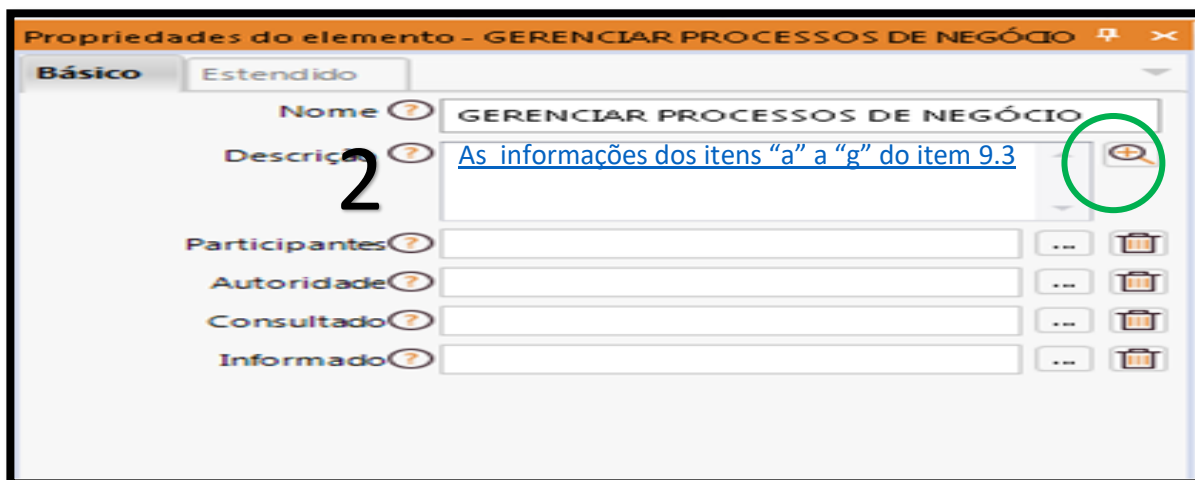 Propriedades do elemento - GERENCIAR PROCESSOS DE NEGÓCIO
Básico Estendido
Nome ? GERENCIAR PROCESSOS DE NEGÓCIO
Descrição ? As informações dos itens “a” a “g” do item 9.3
2
Participantes ? ...
Autoridade ? ...
Consultado ? ...
Informado ? ...